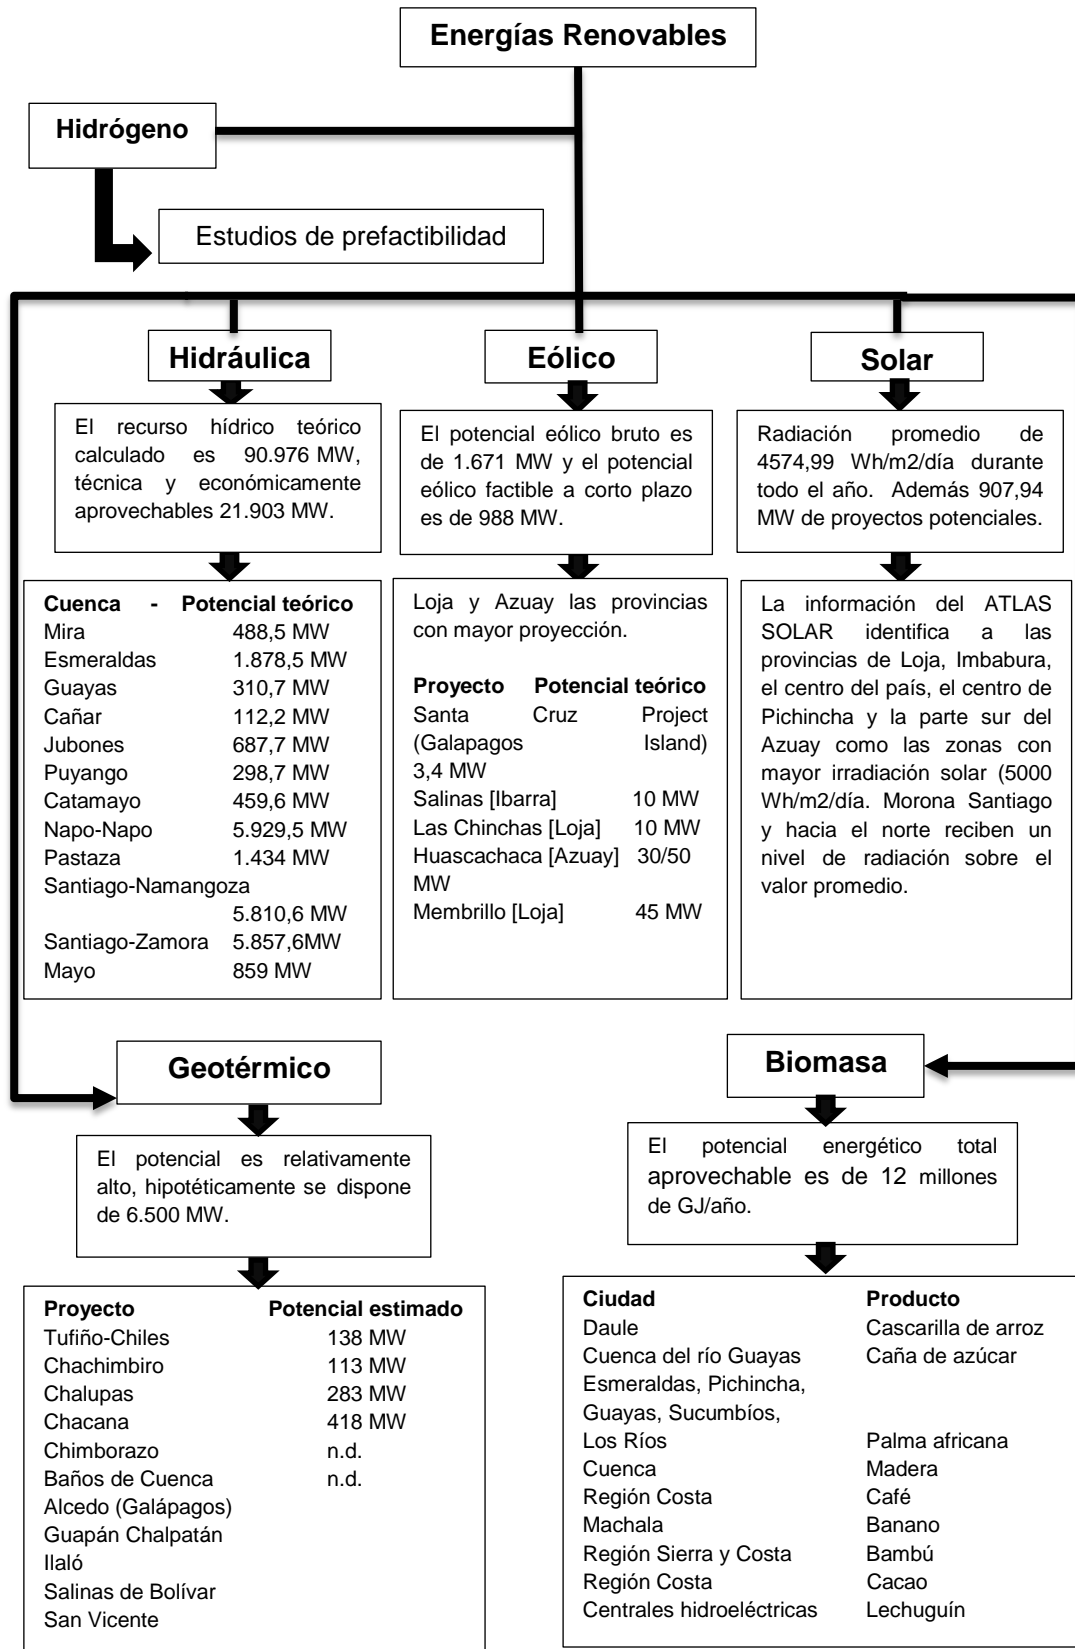 Energías Renovables
Hidrógeno
Estudios de prefactibilidad
Hidráulica
El recurso hídrico teórico
calculado es 90.976 MW,
técnica y económicamente
aprovechables 21.903 MW.
Cuenca - Potencial teórico
Mira 488,5 MW
Esmeraldas 1.878,5 MW
Guayas 310,7 MW
Cañar 112,2 MW
Jubones 687,7 MW
Puyango 298,7 MW
Catamayo 459,6 MW
Napo-Napo 5.929,5 MW
Pastaza 1.434 MW
Santiago-Namangoza
5.810,6 MW
Santiago-Zamora 5.857,6MW
Mayo 859 MW
Eólico
El potencial eólico bruto es
de 1.671 MW y el potencial
eólico factible a corto plazo
es de 988 MW.
Loja y Azuay las provincias
con mayor proyección.
Proyecto Potencial teórico
Santa Cruz Project
(Galapagos Island)
3,4 MW
Salinas [Ibarra] 10 MW
Las Chinchas [Loja] 10 MW
Huascachaca [Azuay] 30/50
MW
Membrillo [Loja] 45 MW
Solar
Radiación promedio de
4574,99 Wh/m2/día durante
todo el año. Además 907,94
MW de proyectos potenciales.
La información del ATLAS
SOLAR identifica a las
provincias de Loja, Imbabura,
el centro del país, el centro de
Pichincha y la parte sur del
Azuay como las zonas con
mayor irradiación solar (5000
Wh/m2/día. Morona Santiago
y hacia el norte reciben un
nivel de radiación sobre el
valor promedio.
Geotérmico
El potencial es relativamente
alto, hipotéticamente se dispone
de 6.500 MW.
Proyecto Potencial estimado
Tufiño-Chiles 138 MW
Chachimbiro 113 MW
Chalupas 283 MW
Chacana 418 MW
Chimborazo n.d.
Baños de Cuenca n.d.
Alcedo (Galápagos)
Guapán Chalpatán
Ilaló
Salinas de Bolívar
San Vicente
Biomasa
El potencial energético total
aprovechable es de 12 millones
de GJ/año.
Ciudad Producto
Daule Cascarilla de arroz
Cuenca del río Guayas Caña de azúcar
Esmeraldas, Pichincha,
Guayas, Sucumbíos,
Los Ríos Palma africana
Cuenca Madera
Región Costa Café
Machala Banano
Región Sierra y Costa Bambú
Región Costa Cacao
Centrales hidroeléctricas Lechuguín